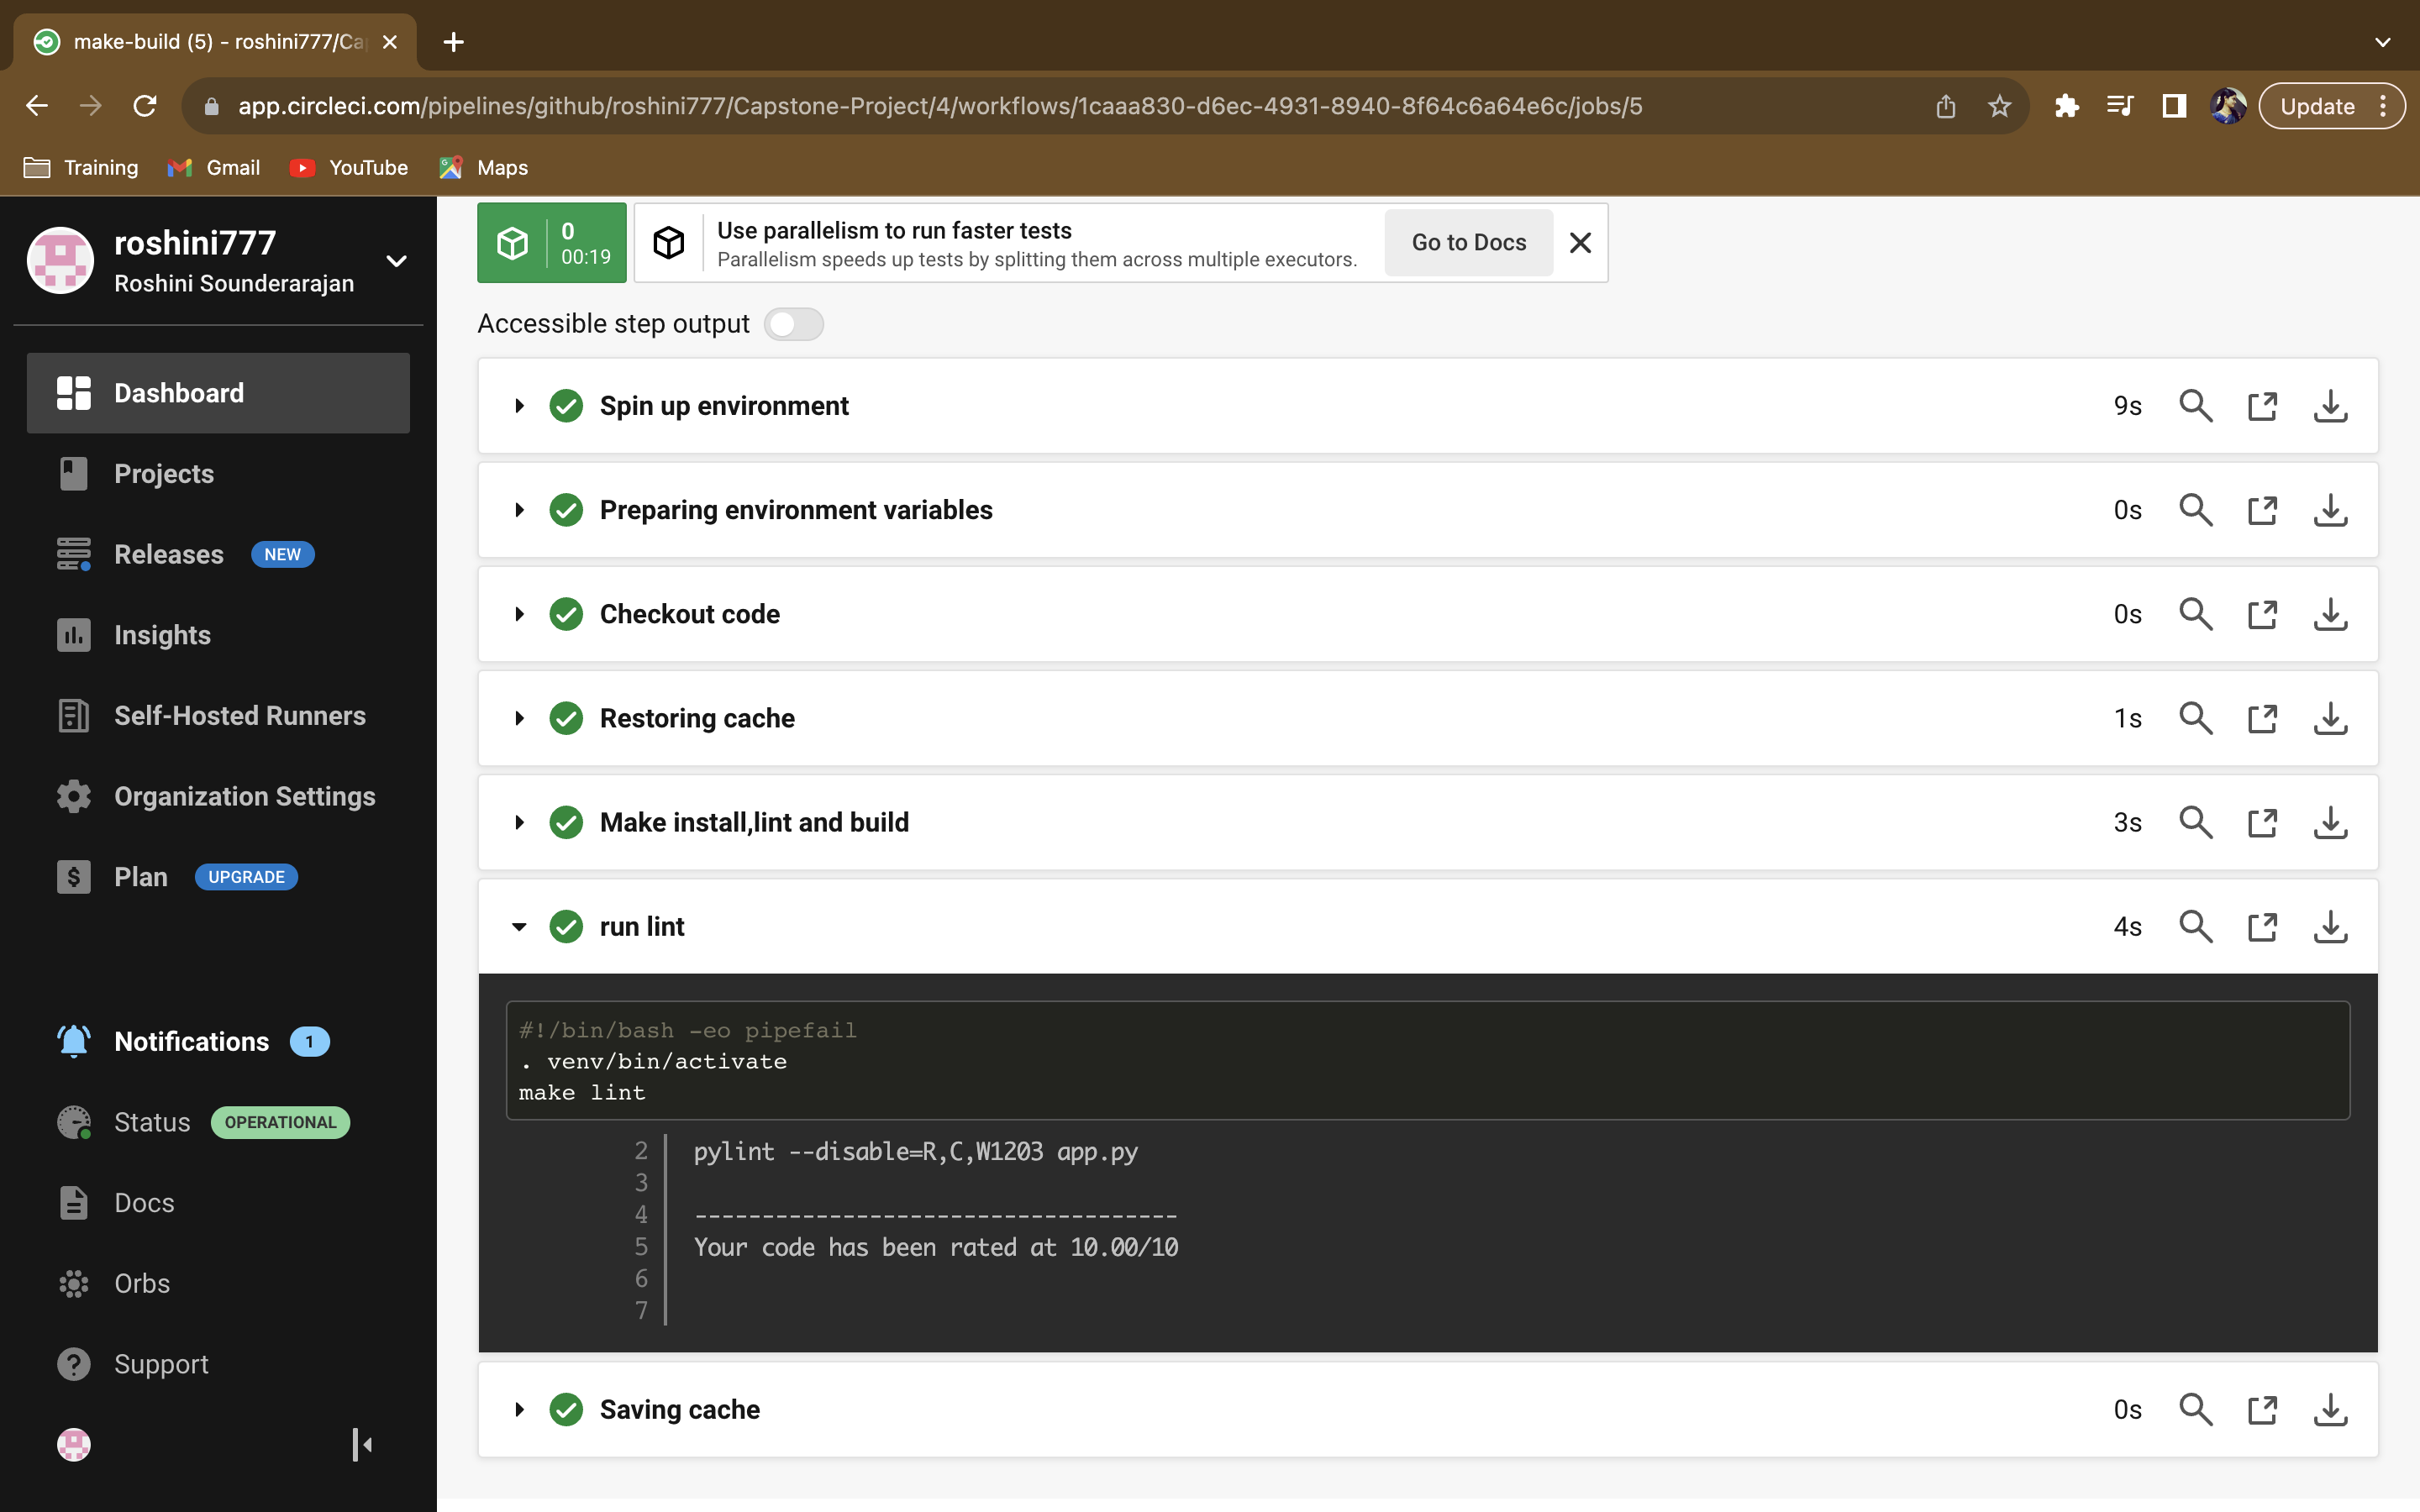 make-build (5) - roshini777/Ca
app.circleci.com/pipelines/github/roshini777/Capstone-Project/4/workflows/1caaa830-d6ec-4931-8940-8f64c6a64e6c/jobs/5
Update
Training
Gmail
YouTube
Maps
roshini777
Roshini Sounderarajan
Dashboard
Projects
Releases NEW
Insights
Self-Hosted Runners
Organization Settings
Plan UPGRADE
Notifications 1
Status OPERATIONAL
Docs
Orbs
Support
0
00:19
Use parallelism to run faster tests
Parallelism speeds up tests by splitting them across multiple executors.
Go to Docs
Accessible step output
Spin up environment 9s
Preparing environment variables 0s
Checkout code 0s
Restoring cache 1s
Make install,lint and build 3s
run lint 4s
#!/bin/bash -eo pipefail
. venv/bin/activate
make lint
2 pylint --disable=R,C,W1203 app.py
3
4 ------------------------------------
5 Your code has been rated at 10.00/10
6
7
Saving cache 0s